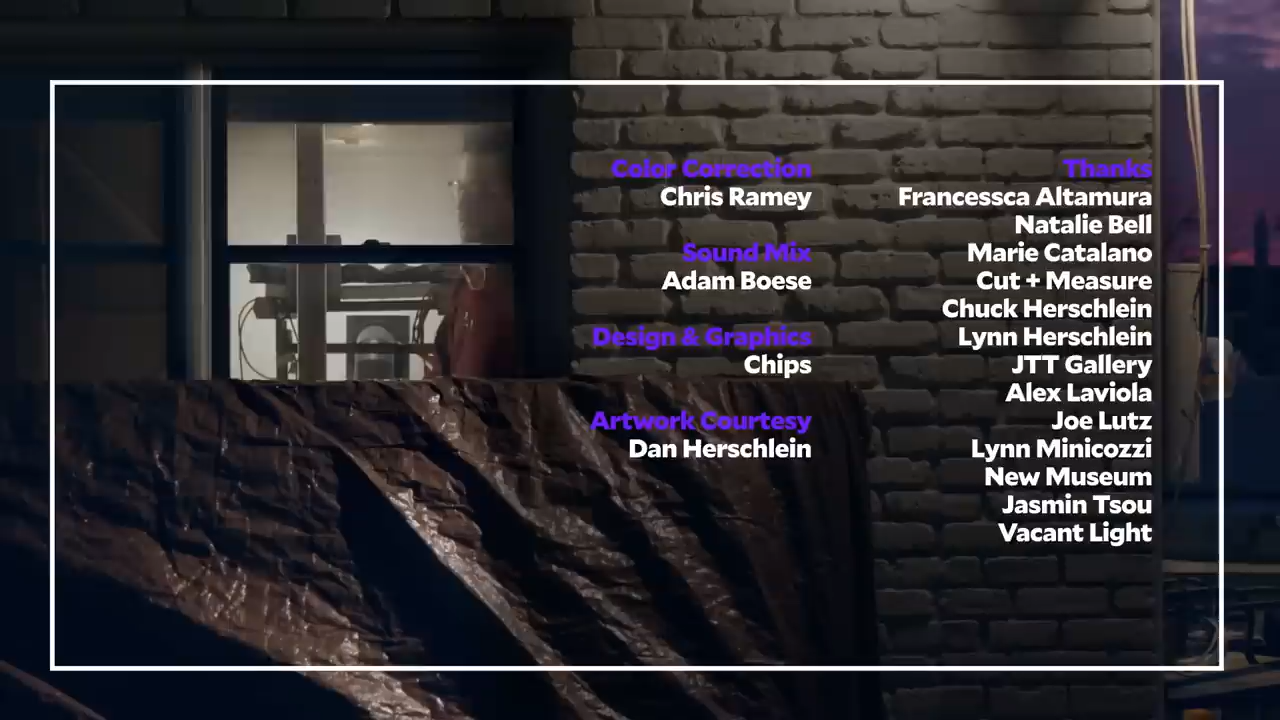 Color Correction
Chris Ramey
Sound Mix
Adam Boese
Design & Graphics
Chips
Artwork Courtesy
Dan Herschlein
Thanks
Francessca Altamura
Natalie Bell
Marie Catalano
Cut + Measure
Chuck Herschlein
Lynn Herschlein
JTT Gallery
Alex Laviola
Joe Lutz
Lynn Minicozzi
New Museum
Jasmin Tsou
Vacant Light